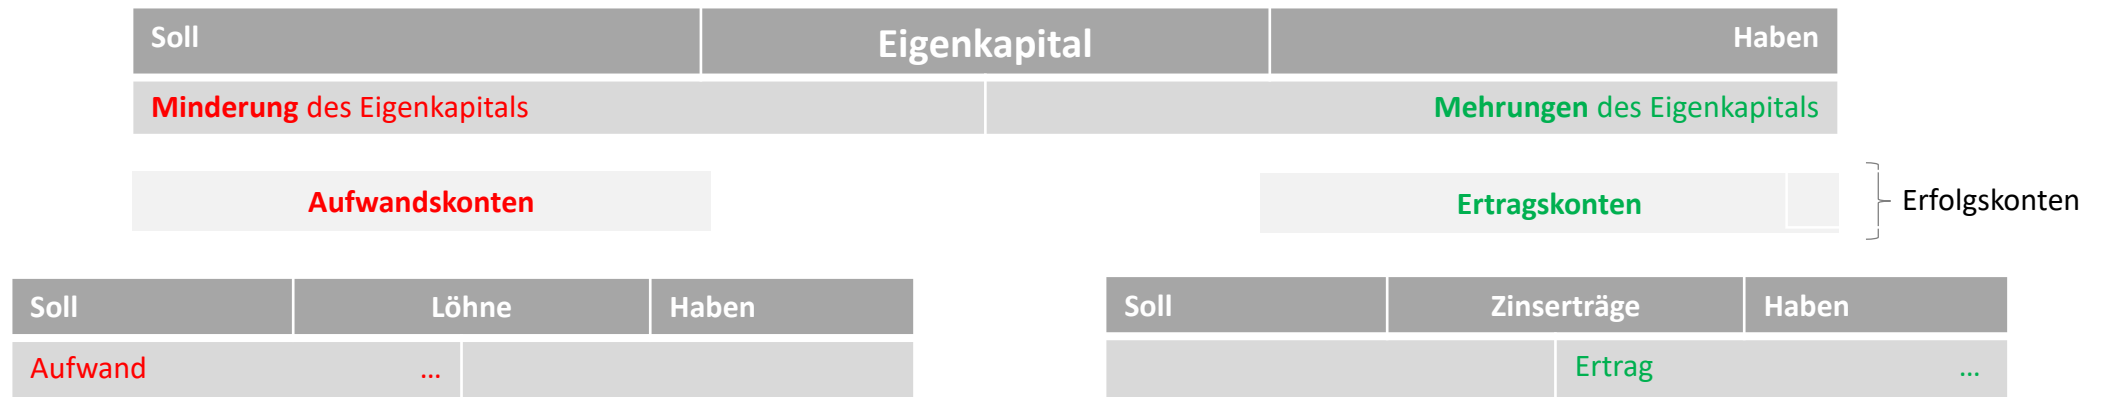 Soll Eigenkapital Haben
Minderung des Eigenkapitals Mehrungen des Eigenkapitals
Aufwandskonten Ertragskonten Erfolgskonten
Soll Löhne Haben Soll Zinserträge Haben
Aufwand ... Ertrag ...